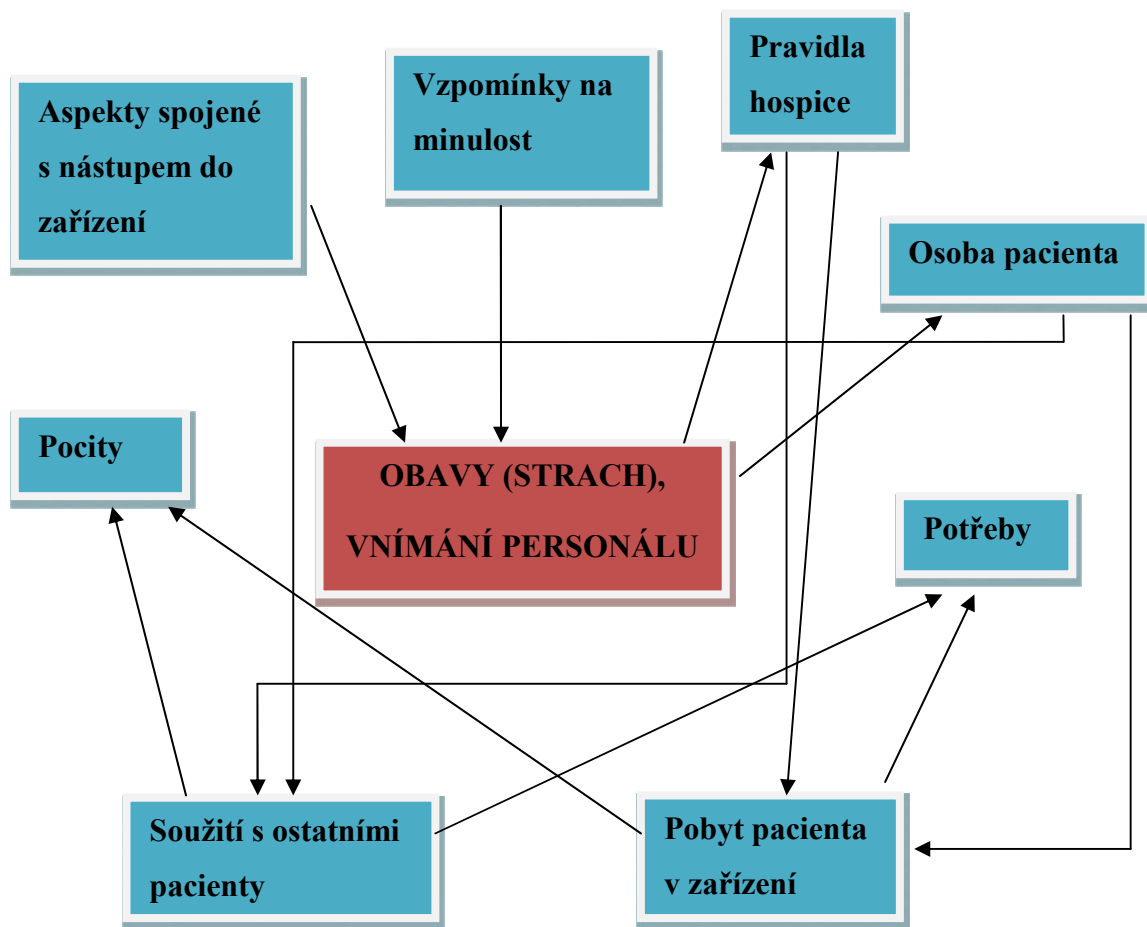 Pravidla
hospice
Vzpomínky na
minulost
Aspekty spojené
s nástupem do
zařízení
Osoba pacienta
Pocity
OBAVY (STRACH),
VNÍMÁNÍ PERSONÁLU
Potřeby
Soužití s ostatními
pacienty
Pobyt pacienta
v zařízení